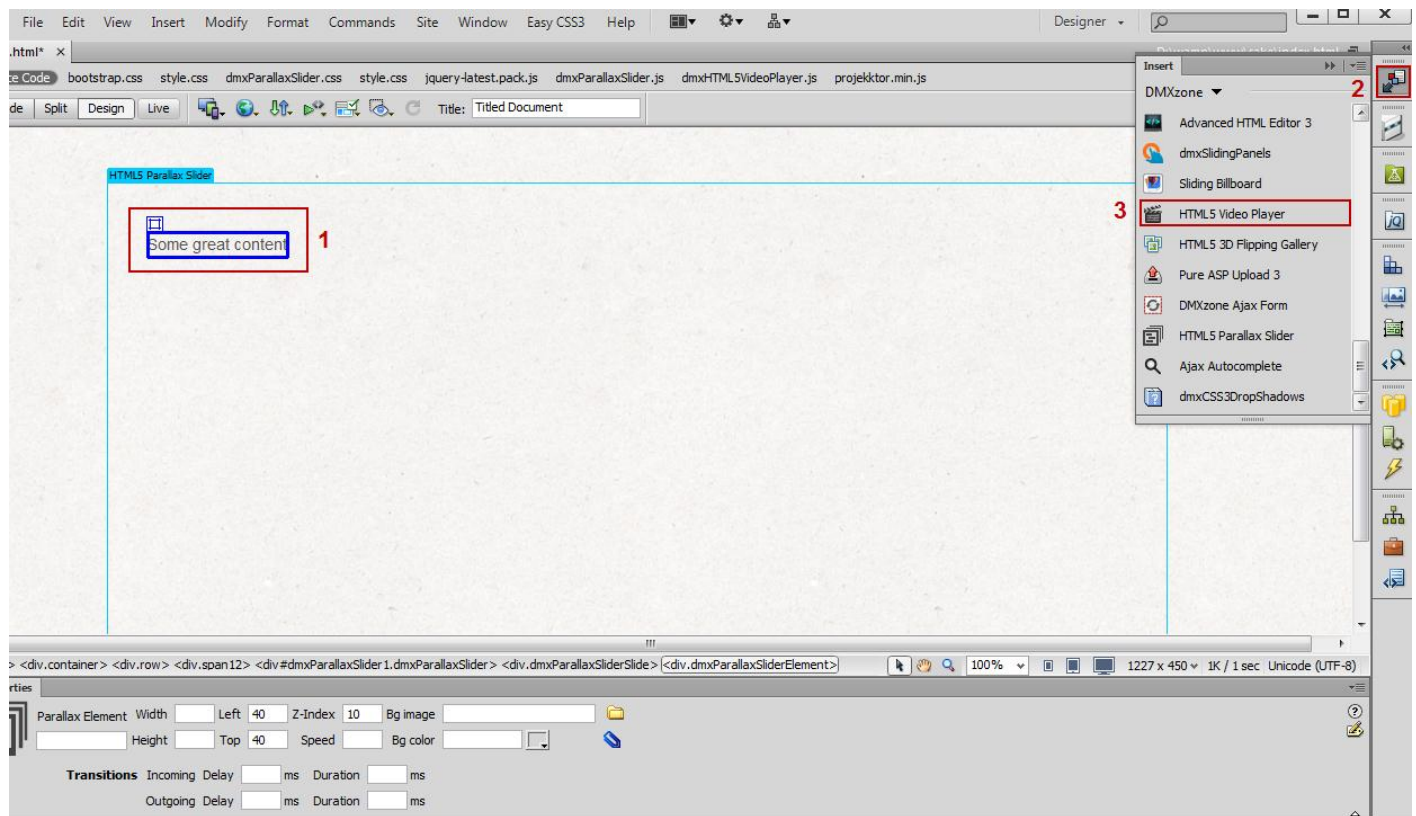 File Edit View Insert Modify Format Commands Site Window Easy CSS3 Help Designer
.html* X
Code bootstrap.css style.css dmxParallaxSlider.css style.css jquery-latest.pack.js dmxParallaxSlider.js dmxHTML5VideoPlayer.js projekktor.min.js
de Split Design Live Title: Titled Document
Insert
2
DMXzone
Advanced HTML Editor 3
dmxSlidingPanels
Sliding Billboard
3 HTML5 Video Player
HTML5 3D Flipping Gallery
Pure ASP Upload 3
DMXzone Ajax Form
HTML5 Parallax Slider
Ajax Autocomplete
dmxCSS3DropShadows
HTML5 Parallax Slider
Some great content 1
> <div.container> <div.row> <div.span12> <div#dmxParallaxSlider1.dmxParallaxSlider> <div.dmxParallaxSliderSlide> <div.dmxParallaxSliderElement> 100% 1227 x 450 1K / 1 sec Unicode (UTF-8)
rties
Parallax Element Width Left 40 Z-Index 10 Bg image
Height Top 40 Speed Bg color
Transitions Incoming Delay ms Duration ms
Outgoing Delay ms Duration ms